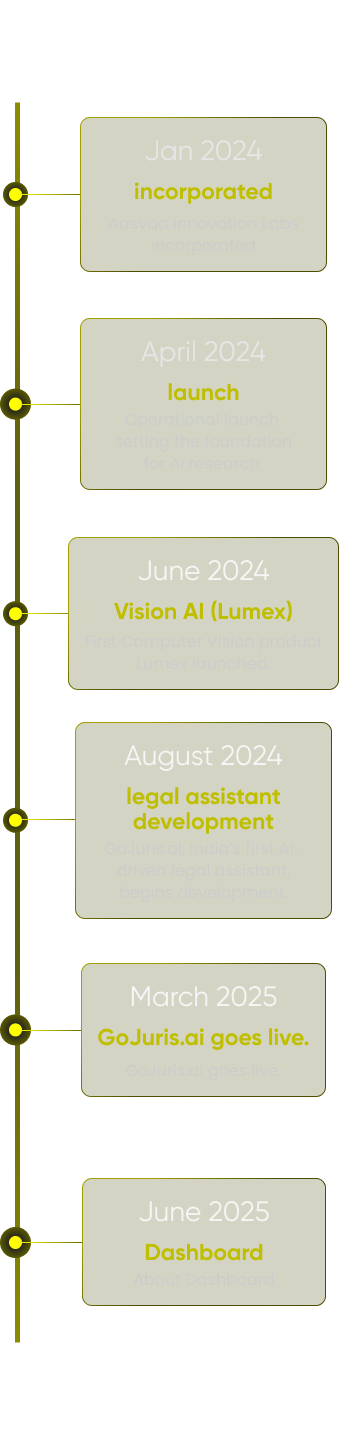 Jan 2024
incorporated
Aasvad Innovation Labs
incorporated.
April 2024
launch
Operational launch
setting the foundation
for AI research.
June 2024
Vision AI (Lumex)
First Computer Vision product
Lumex launched.
August 2024
legal assistant
development
GoJuris.ai, India's first AI-
driven legal assistant,
begins development.
March 2025
GoJuris.ai goes live.
GoJuris.ai goes live.
June 2025
Dashboard
About Dashboard